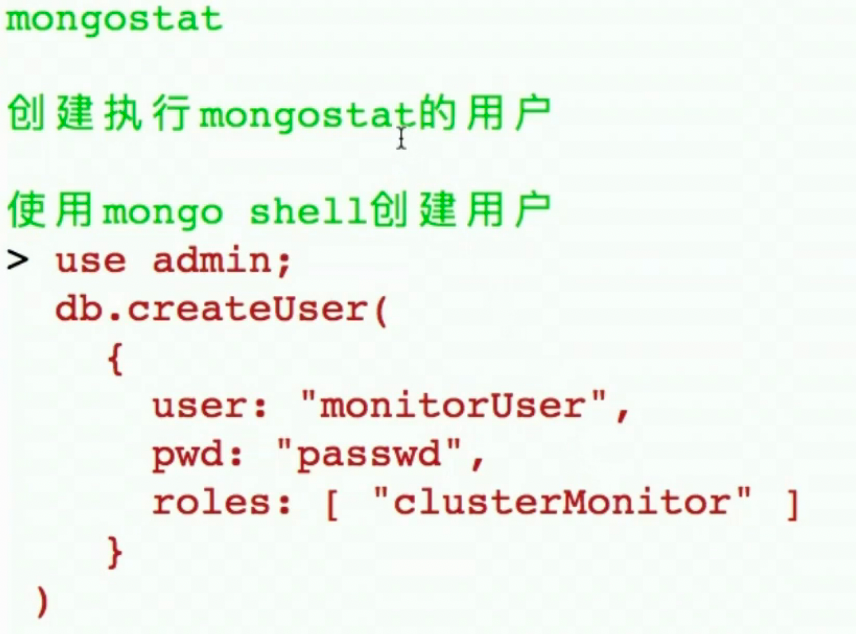 mongostat
创建执行mongostat的用户
使用mongo shell创建用户
> use admin;
db.createUser(
{
user: "monitorUser",
pwd: "passwd",
roles: [ "clusterMonitor" ]
}
)